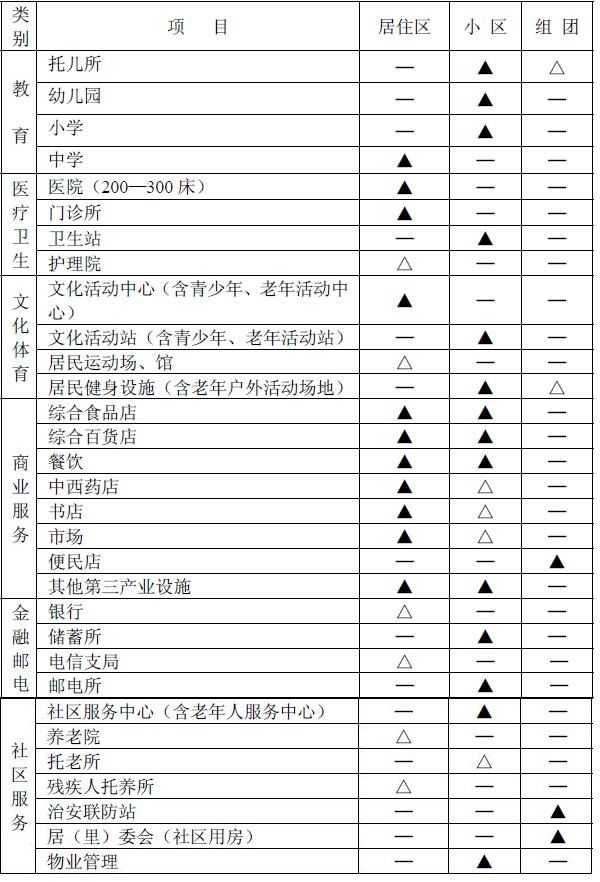 类别 项 目 居住区 小 区 组 团
教育 托儿所 — ▲ △
幼儿园 — ▲ —
小学 — ▲ —
中学 ▲ — —
医疗卫生 医院（200—300 床） ▲ — —
门诊所 ▲ — —
卫生站 — ▲ —
护理院 △ — —
文化体育 文化活动中心（含青少年、老年活动中
心） ▲ — —
文化活动站（含青少年、老年活动站） — ▲ —
居民运动场、馆 △ — —
居民健身设施（含老年户外活动场地） — ▲ △
商业服务 综合食品店 ▲ ▲ —
综合百货店 ▲ ▲ —
餐饮 ▲ ▲ —
中西药店 ▲ △ —
书店 ▲ △ —
市场 ▲ △ —
便民店 — — ▲
其他第三产业设施 ▲ ▲ —
金融邮电 银行 △ — —
储蓄所 — ▲ —
电信支局 △ — —
邮电所 — ▲ —
社区服务 社区服务中心（含老年人服务中心） — ▲ —
养老院 △ — —
托老所 — △ —
残疾人托养所 △ — —
治安联防站 — — ▲
居（里）委会（社区用房） — — ▲
物业管理 — ▲ —